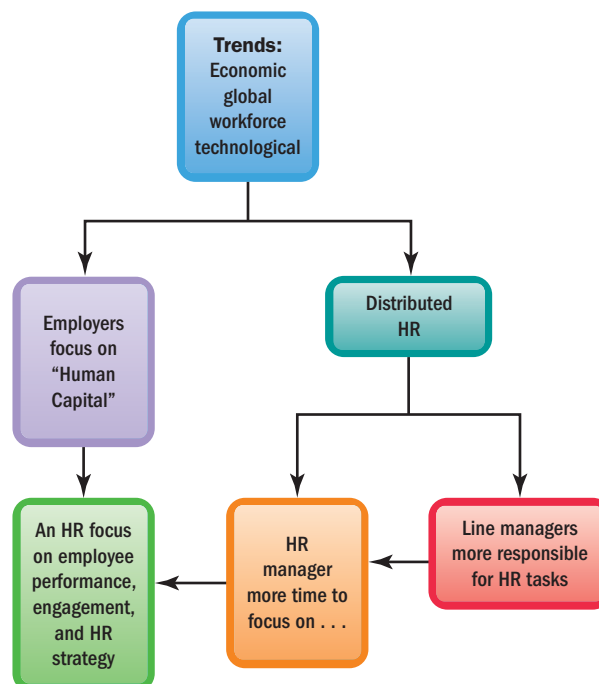 Trends:
Economic
global
workforce
technological
Employers
focus on
“Human
Capital”
Distributed
HR
An HR focus
on employee
performance,
engagement,
and HR
strategy
HR
manager
more time to
focus on . . .
Line managers
more responsible
for HR tasks